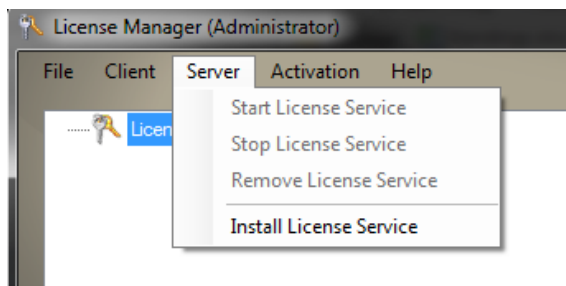 License Manager (Administrator)
File Client Server Activation Help
Start License Service
Licen
Stop License Service
Remove License Service
Install License Service